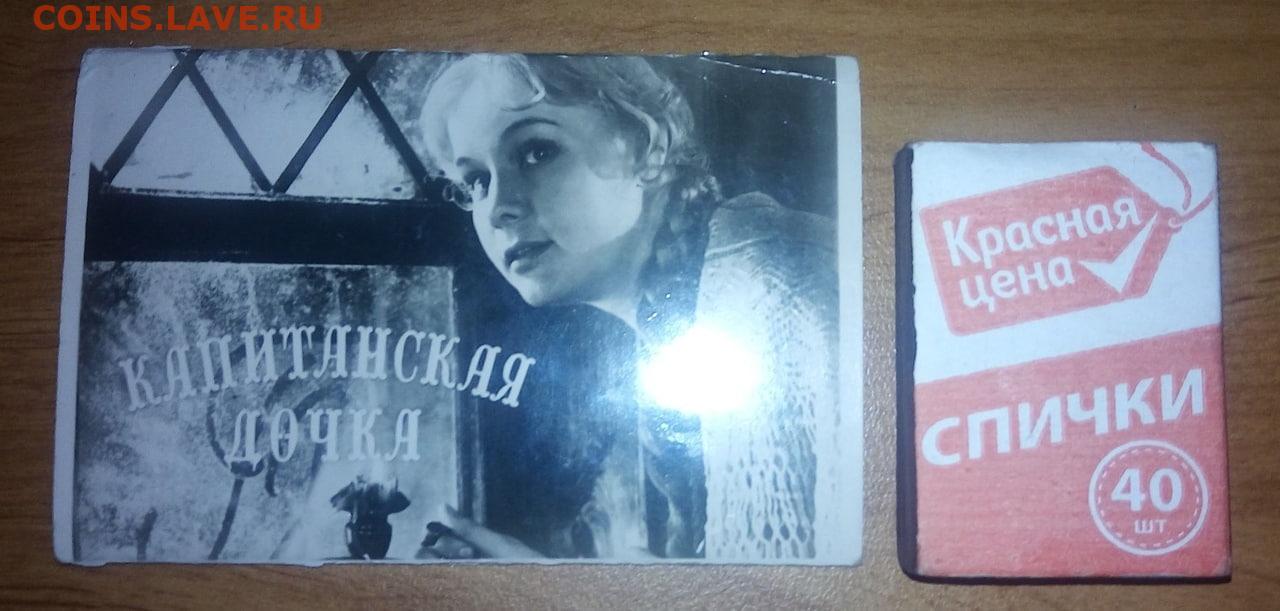 COINS.LAVE.RU
КАПИТАНСКАЯ
ДОЧКА
Красная
цена
СПИЧКИ
40
шт